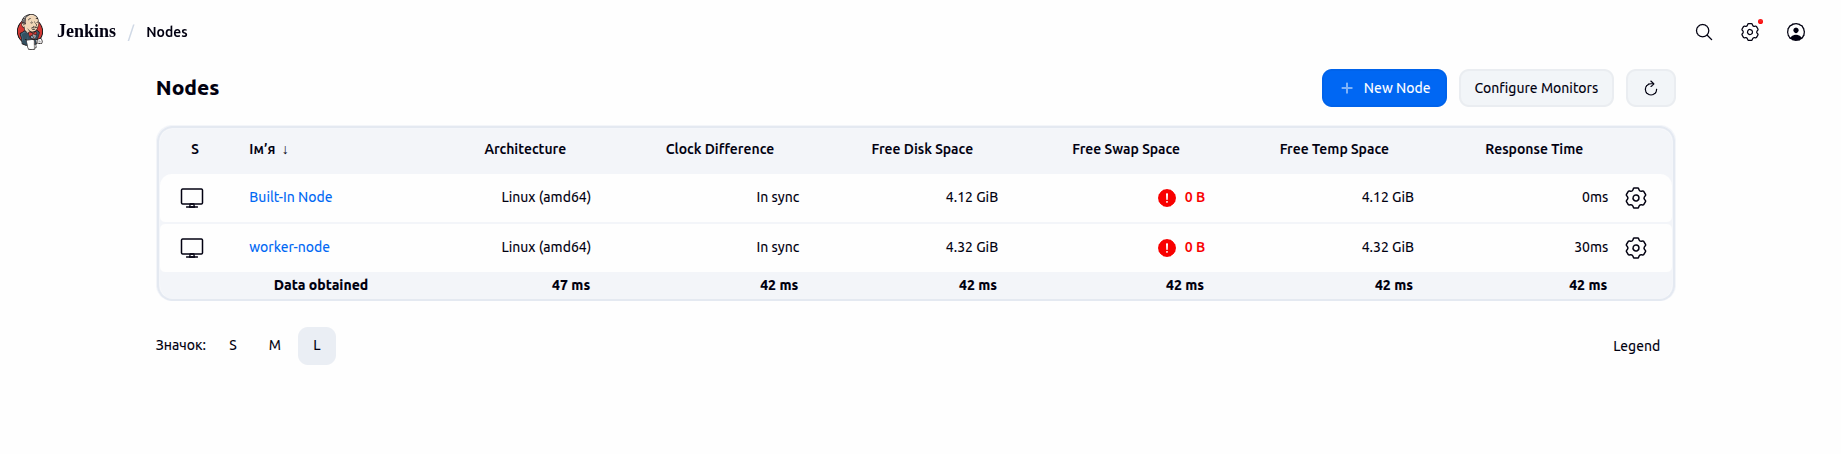 Jenkins / Nodes
Nodes
+ New Node Configure Monitors
S Ім’я ↓ Architecture Clock Difference Free Disk Space Free Swap Space Free Temp Space Response Time
Built-In Node Linux (amd64) In sync 4.12 GiB 0 B 4.12 GiB 0ms
worker-node Linux (amd64) In sync 4.32 GiB 0 B 4.32 GiB 30ms
Data obtained 47 ms 42 ms 42 ms 42 ms 42 ms 42 ms
Значок: S M L Legend